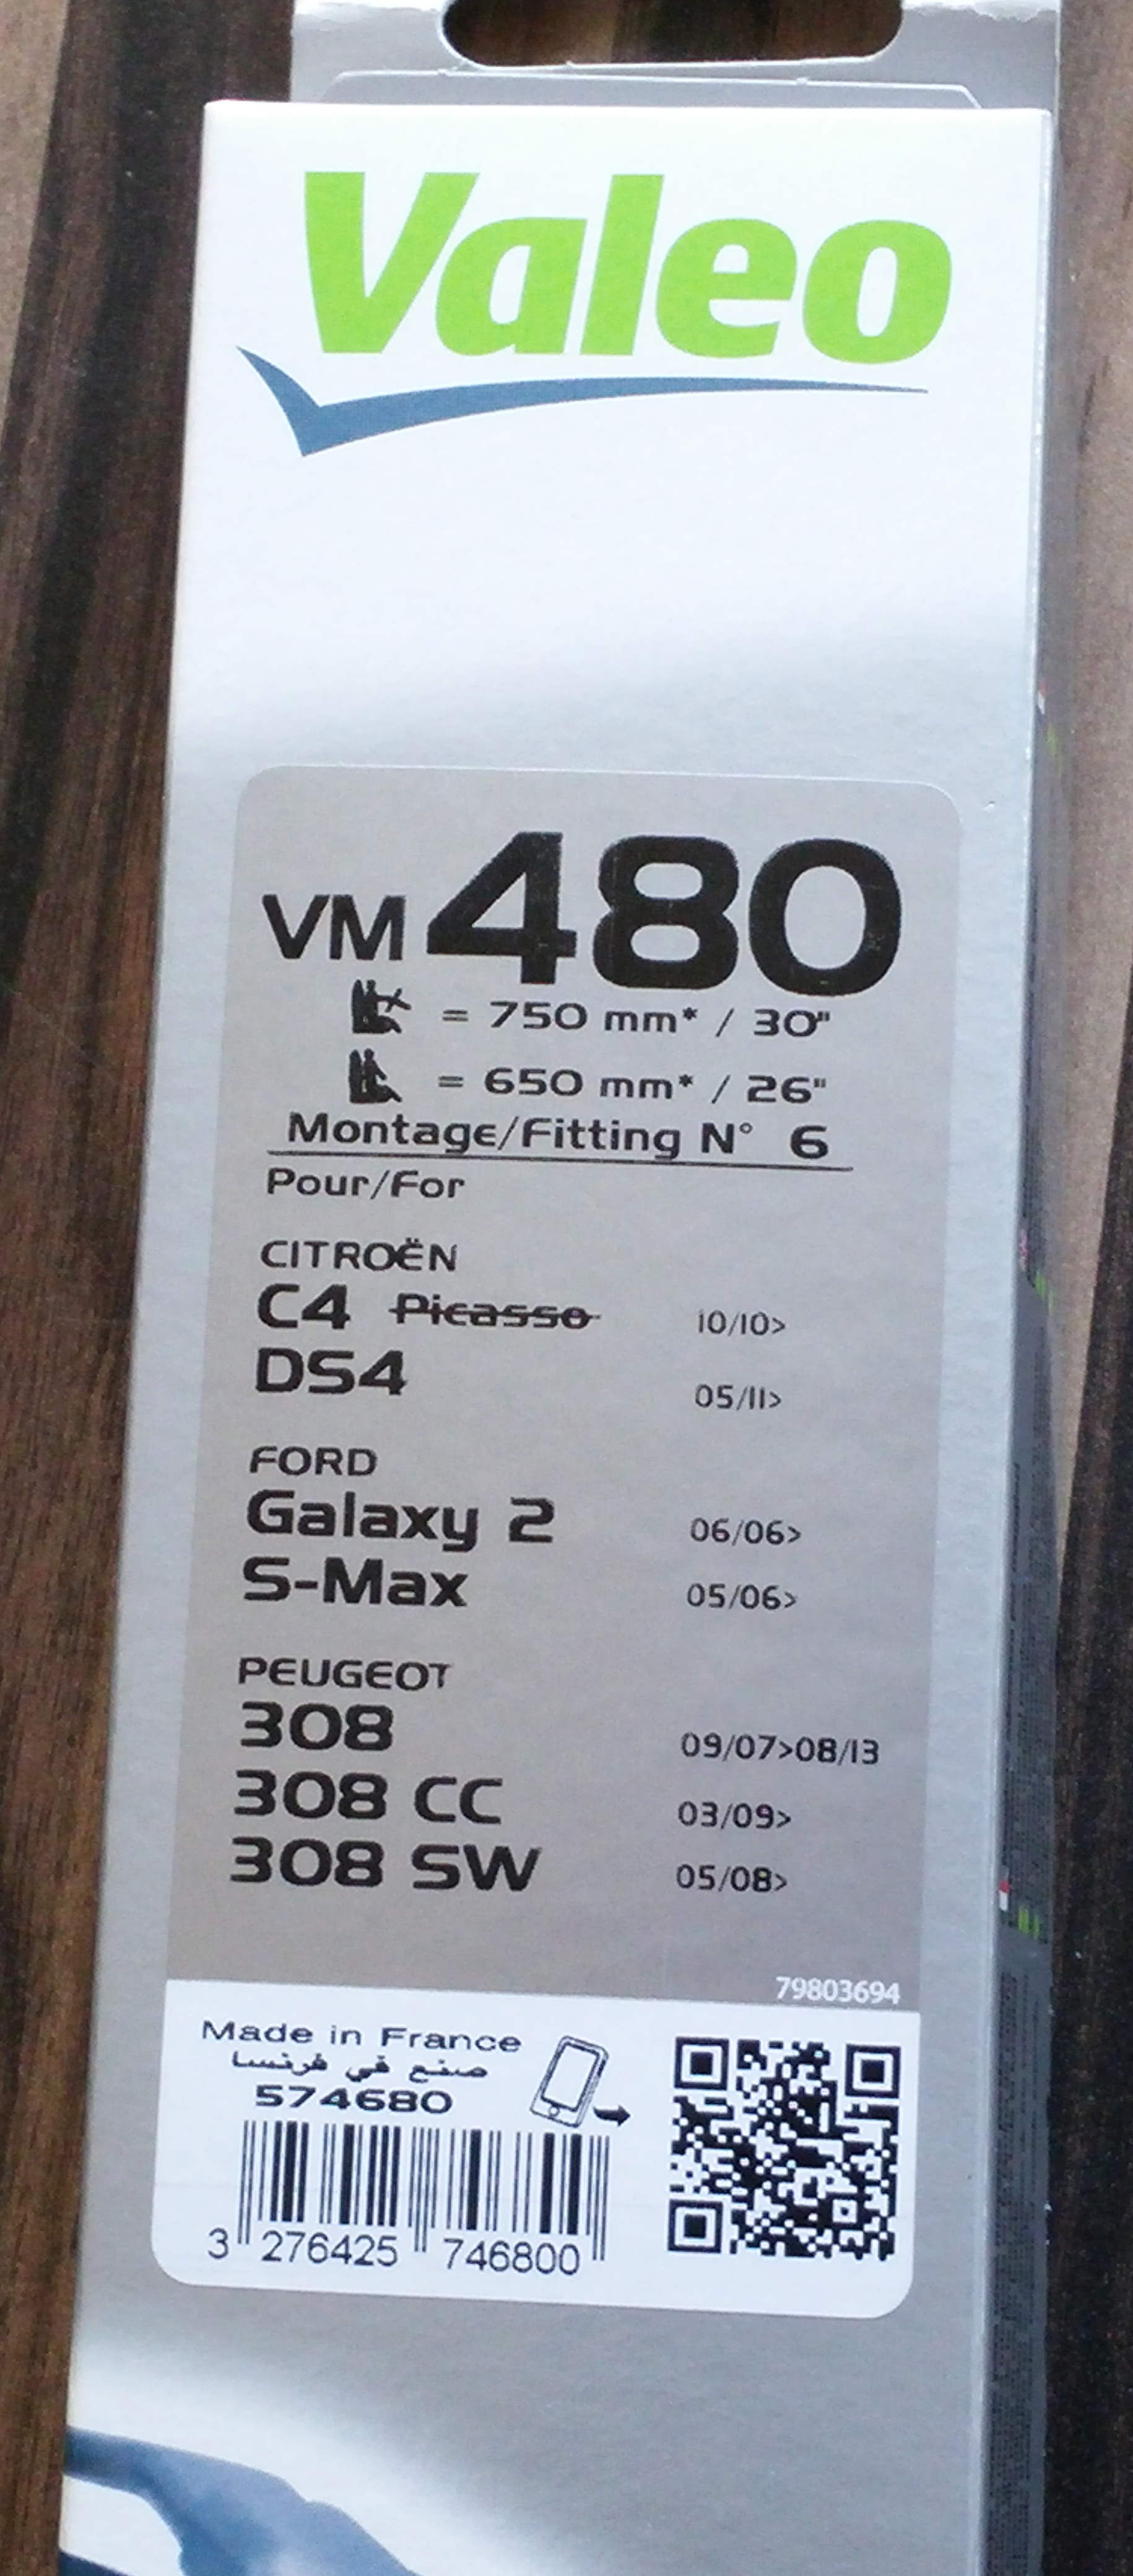 Valeo
VM 480
= 750 mm* / 30"
= 650 mm* / 26"
Montage/Fitting N° 6
Pour/For
CITROËN
C4 Picasso 10/10>
DS4 05/11>
FORD
Galaxy 2 06/06>
S-Max 05/06>
PEUGEOT
308 09/07>08/13
308 CC 03/09>
308 SW 05/08>
79803694
Made in France
صنع في فرنسا
574680
3 276425 746800